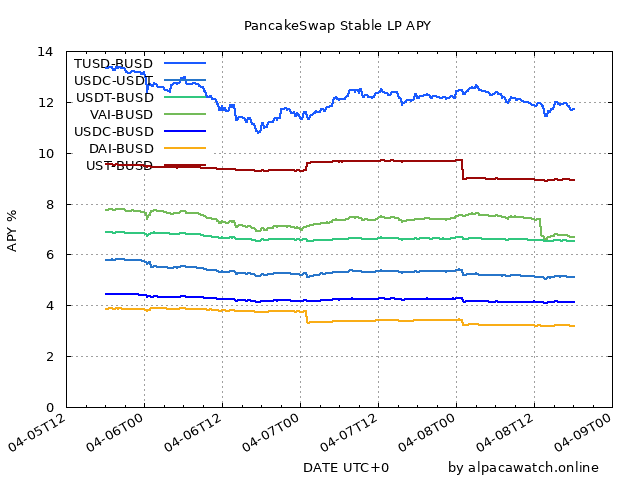 PancakeSwap Stable LP APY
14
12
10
8
6
4
2
0
APY %
TUSD-BUSD
USDC-USDT
USDT-BUSD
VAI-BUSD
USDC-BUSD
DAI-BUSD
UST-BUSD
04-05T12
04-06T00
04-06T12
04-07T00
04-07T12
04-08T00
04-08T12
04-09T00
DATE UTC+0
by alpacawatch.online